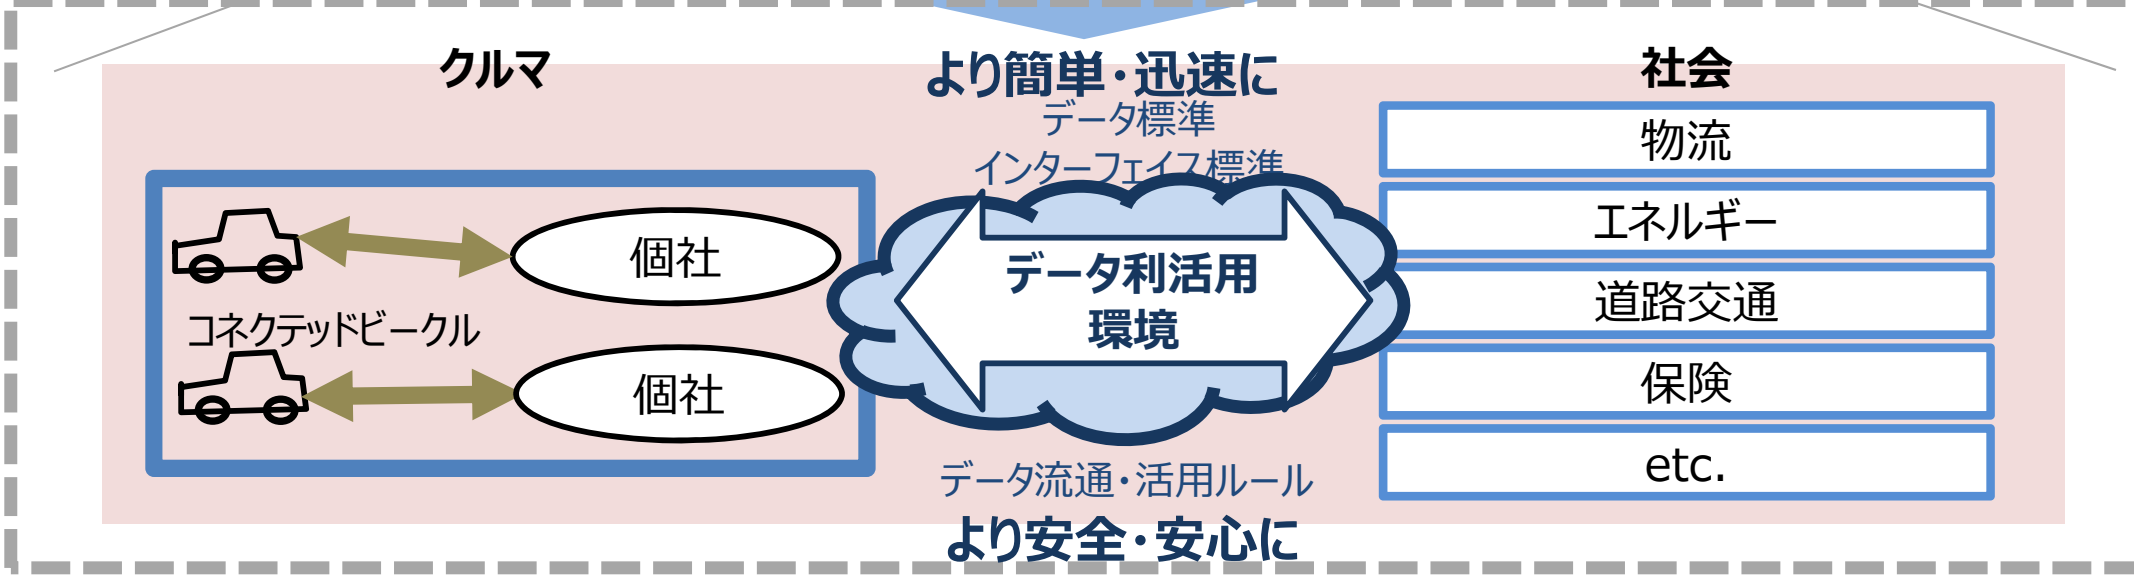 クルマ
より簡単・迅速に
社会
データ標準
インターフェイス標準
物流
エネルギー
道路交通
保険
etc.
個社
コネクテッドビークル
個社
データ利活用
環境
データ流通・活用ルール
より安全・安心に